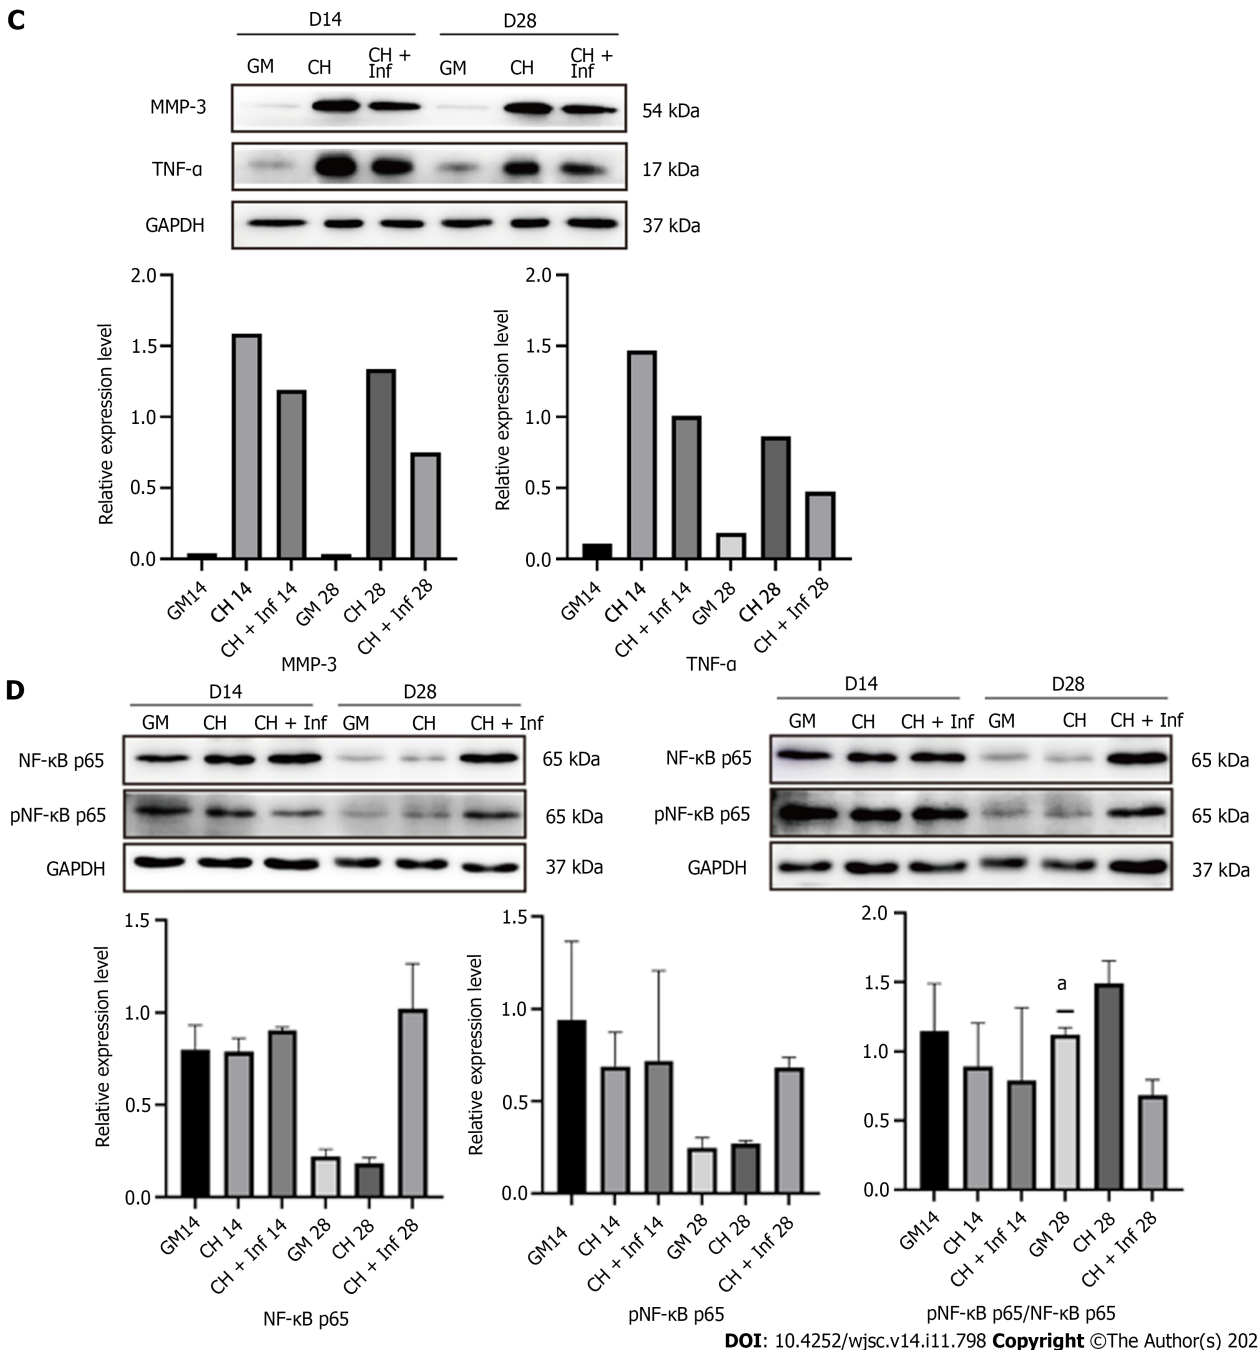 C
D14 D28
GM CH CH + Inf GM CH CH + Inf
MMP-3 54 kDa
TNF-α 17 kDa
GAPDH 37 kDa
2.0
1.5
1.0
0.5
0.0
Relative expression level
GM14 CH 14 CH + Inf 14 GM 28 CH 28 CH + Inf 28
MMP-3
2.0
1.5
1.0
0.5
0.0
Relative expression level
GM14 CH 14 CH + Inf 14 GM 28 CH 28 CH + Inf 28
TNF-α
D
D14 D28
GM CH CH + Inf GM CH CH + Inf
NF-κB p65 65 kDa
pNF-κB p65 65 kDa
GAPDH 37 kDa
D14 D28
GM CH CH + Inf GM CH CH + Inf
NF-κB p65 65 kDa
pNF-κB p65 65 kDa
GAPDH 37 kDa
1.5
1.0
0.5
0.0
Relative expression level
GM14 CH 14 CH + Inf 14 GM 28 CH 28 CH + Inf 28
NF-κB p65
1.5
1.0
0.5
0.0
Relative expression level
GM14 CH 14 CH + Inf 14 GM 28 CH 28 CH + Inf 28
pNF-κB p65
2.0
1.5
1.0
0.5
0.0
a
GM14 CH 14 CH + Inf 14 GM 28 CH 28 CH + Inf 28
pNF-κB p65/NF-κB p65
DOI: 10.4252/wjsc.v14.i11.798 Copyright ©The Author(s) 202